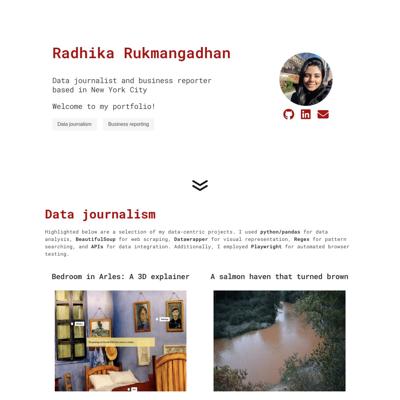 Radhika Rukmangadhan
Data journalist and business reporter
based in New York City
Welcome to my portfolio!
Data journalism
Business reporting
Data journalism
Highlighted below are a selection of my data-centric projects. I used python/pandas for data
analysis, BeautifulSoup for web scraping, Datawrapper for visual representation, Regex for pattern
searching, and APIs for data integration. Additionally, I employed Playwright for automated browser
testing.
Bedroom in Arles: A 3D explainer
A salmon haven that turned brown